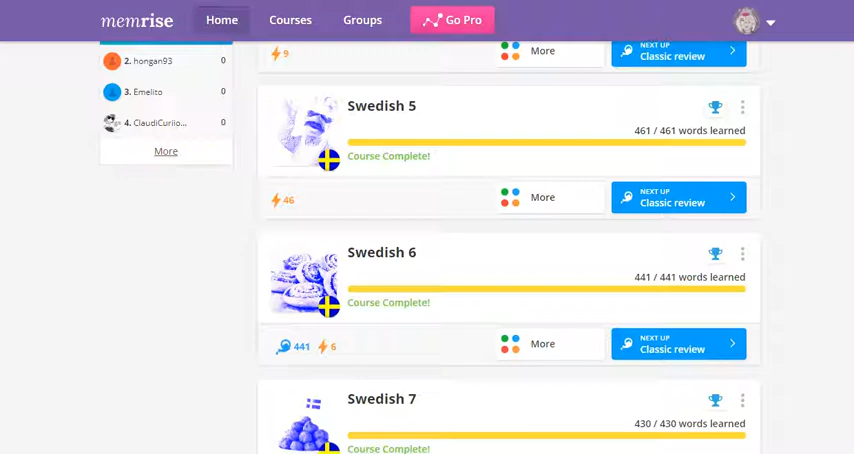 memrise Home Courses Groups Go Pro
2. hongan93 0
3. Emelito 0
4. ClaudiCuriio... 0
More
9 More NEXT UP
Classic review
Swedish 5
461 / 461 words learned
Course Complete!
46 More NEXT UP
Classic review
Swedish 6
441 / 441 words learned
Course Complete!
441 6 More NEXT UP
Classic review
Swedish 7
430 / 430 words learned
Course Complete!